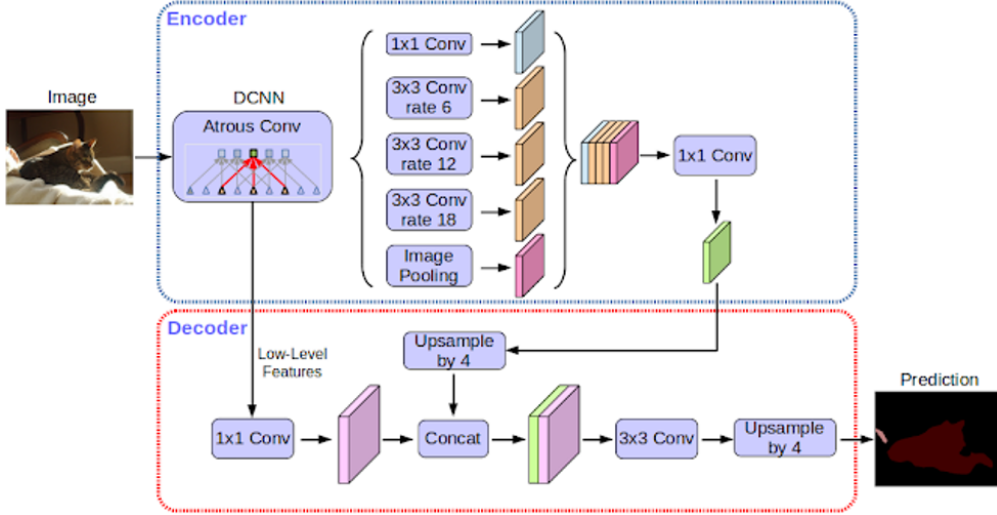 Encoder
Image
DCNN
Atrous Conv
1x1 Conv
3x3 Conv
rate 6
3x3 Conv
rate 12
3x3 Conv
rate 18
Image
Pooling
1x1 Conv
Decoder
Low-Level
Features
Upsample
by 4
1x1 Conv
Concat
3x3 Conv
Upsample
by 4
Prediction